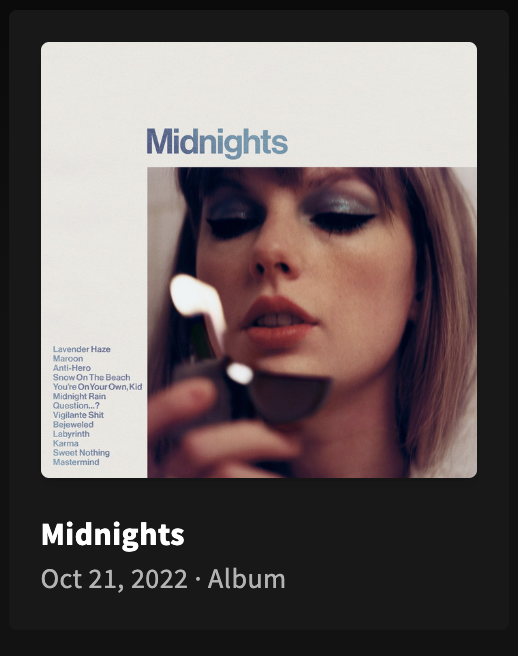 Midnights
Lavender Haze
Maroon
Anti-Hero
Snow On The Beach
You're On Your Own, Kid
Midnight Rain
Question...?
Vigilante Shit
Bejeweled
Labyrinth
Karma
Sweet Nothing
Mastermind
Midnights
Oct 21, 2022 · Album